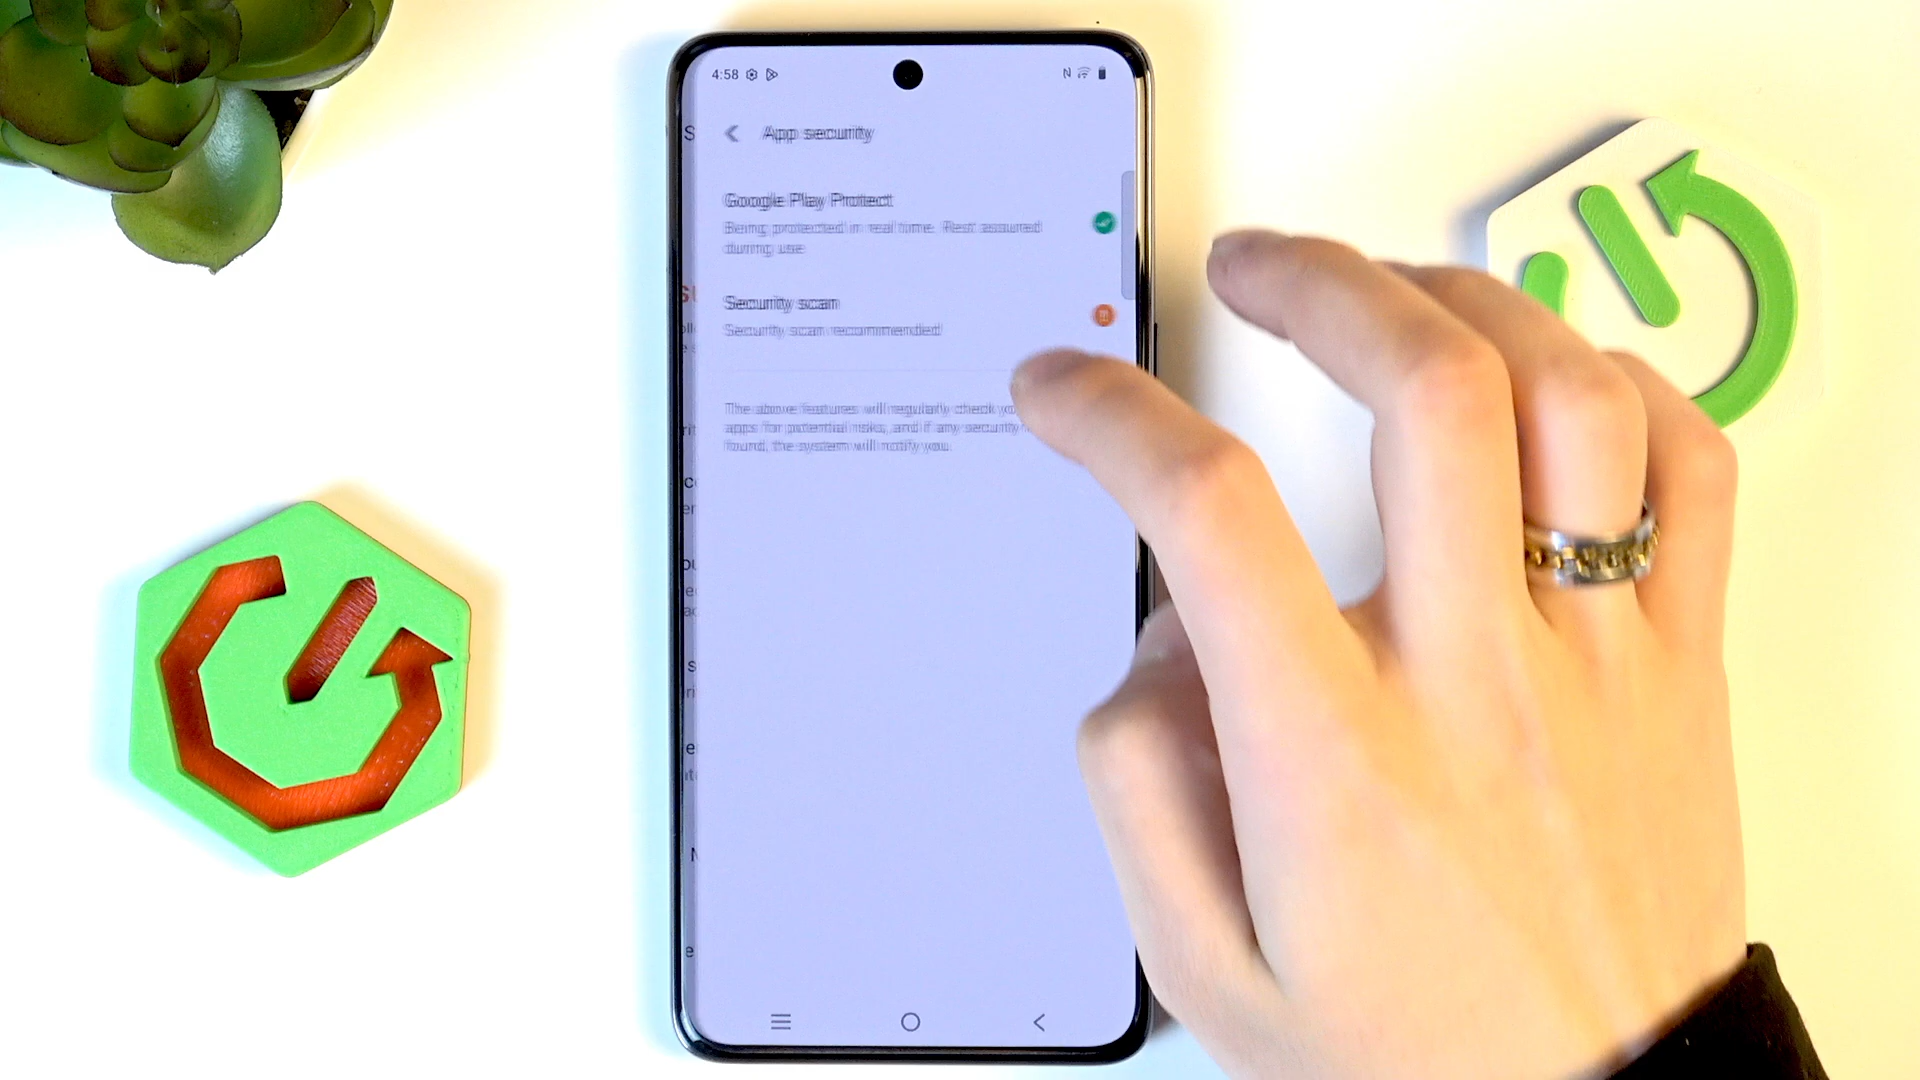 4:58
App security
Google Play Protect
Being protected in real time. Rest assured
during use
Security scan
Security scan recommended
The above features will regularly check
apps for potential risks, and if any security
found, the system will notify you.